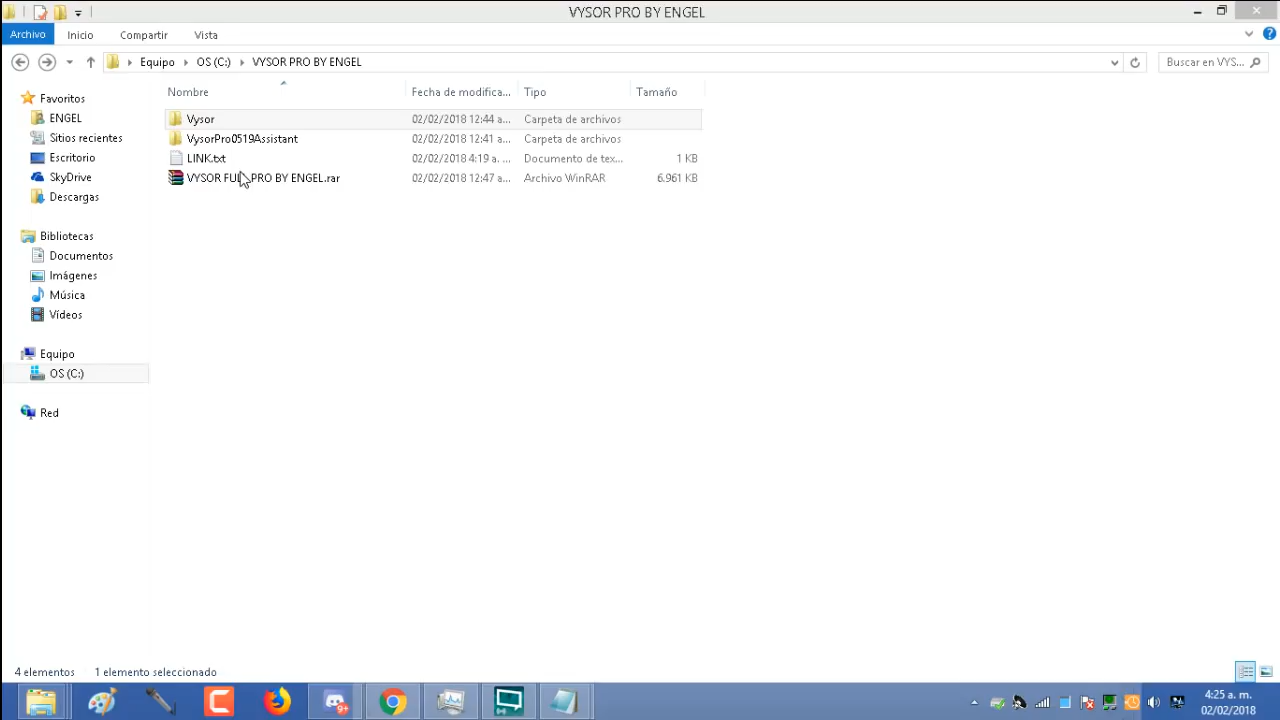 VYSOR PRO BY ENGEL
Archivo Inicio Compartir Vista
Equipo OS (C:) VYSOR PRO BY ENGEL Buscar en VYS...
Nombre Fecha de modifica... Tipo Tamaño
Vysor 02/02/2018 12:44 a... Carpeta de archivos
VysorPro0519Assistant 02/02/2018 12:41 a... Carpeta de archivos
LINK.txt 02/02/2018 4:19 a. ... Documento de tex... 1 KB
VYSOR FULL PRO BY ENGEL.rar 02/02/2018 12:47 a... Archivo WinRAR 6.961 KB
Favoritos
ENGEL
Sitios recientes
Escritorio
SkyDrive
Descargas
Bibliotecas
Documentos
Imágenes
Música
Vídeos
Equipo
OS (C:)
Red
4 elementos 1 elemento seleccionado
4:25 a. m.
02/02/2018